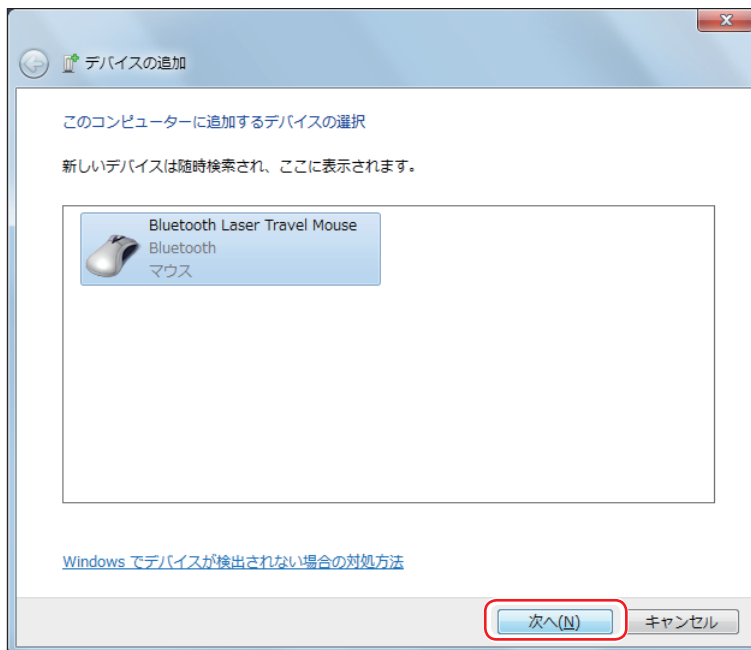 デバイスの追加
このコンピューターに追加するデバイスの選択
新しいデバイスは随時検索され、ここに表示されます。
Bluetooth Laser Travel Mouse
Bluetooth
マウス
Windows でデバイスが検出されない場合の対処方法
次へ(N)
キャンセル